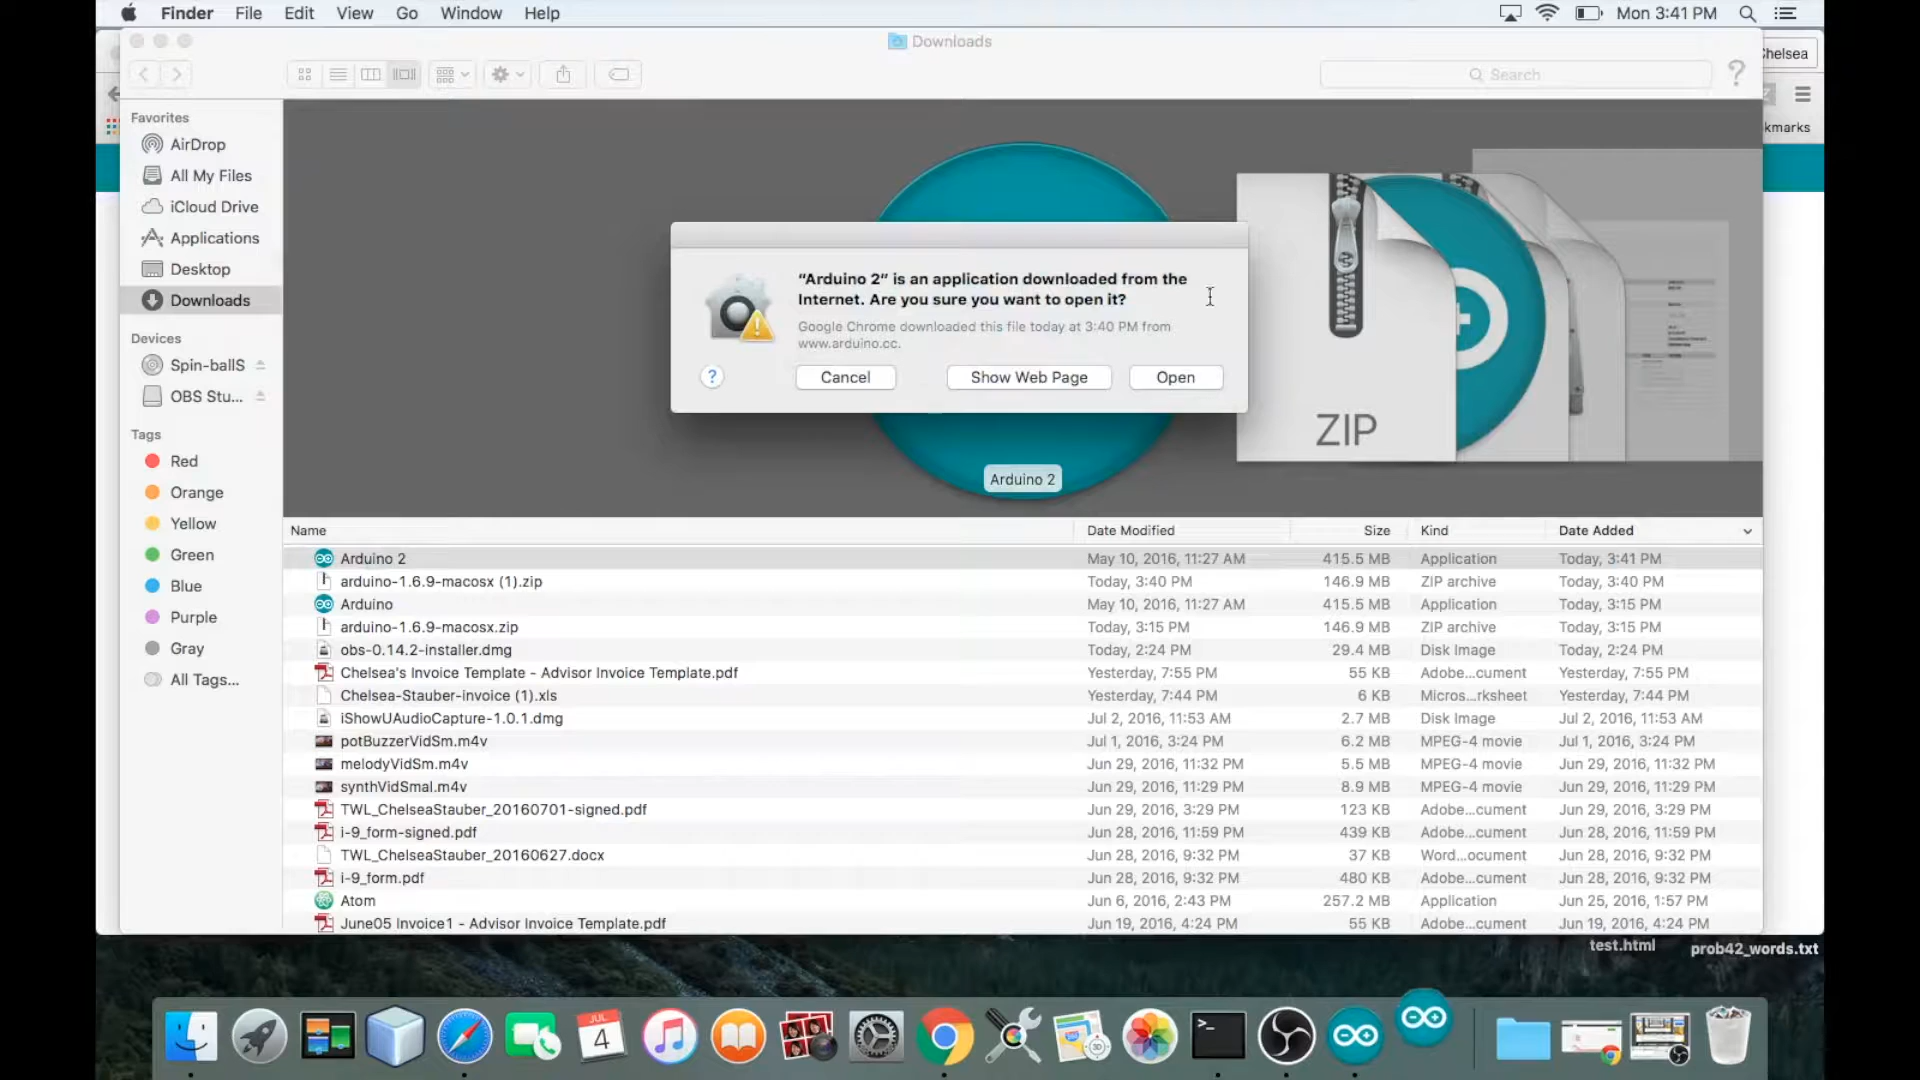 Finder File Edit View Go Window Help
Mon 3:41 PM
Downloads
Chelsea
Search
?
kmarks
Favorites
AirDrop
All My Files
iCloud Drive
Applications
Desktop
Downloads
Devices
Spin-ballS
OBS Stu...
Tags
Red
Orange
Yellow
Green
Blue
Purple
Gray
All Tags...
“Arduino 2” is an application downloaded from the
Internet. Are you sure you want to open it?
Google Chrome downloaded this file today at 3:40 PM from
www.arduino.cc.
? Cancel Show Web Page Open
ZIP
Arduino 2
Name Date Modified Size Kind Date Added
Arduino 2 May 10, 2016, 11:27 AM 415.5 MB Application Today, 3:41 PM
arduino-1.6.9-macosx (1).zip Today, 3:40 PM 146.9 MB ZIP archive Today, 3:40 PM
Arduino May 10, 2016, 11:27 AM 415.5 MB Application Today, 3:15 PM
arduino-1.6.9-macosx.zip Today, 3:15 PM 146.9 MB ZIP archive Today, 3:15 PM
obs-0.14.2-installer.dmg Today, 2:24 PM 29.4 MB Disk Image Today, 2:24 PM
Chelsea's Invoice Template - Advisor Invoice Template.pdf Yesterday, 7:55 PM 55 KB Adobe...cument Yesterday, 7:55 PM
Chelsea-Stauber-invoice (1).xls Yesterday, 7:44 PM 6 KB Micros...rksheet Yesterday, 7:44 PM
iShowUAudioCapture-1.0.1.dmg Jul 2, 2016, 11:53 AM 2.7 MB Disk Image Jul 2, 2016, 11:53 AM
potBuzzerVidSm.m4v Jul 1, 2016, 3:24 PM 6.2 MB MPEG-4 movie Jul 1, 2016, 3:24 PM
melodyVidSm.m4v Jun 29, 2016, 11:32 PM 5.5 MB MPEG-4 movie Jun 29, 2016, 11:32 PM
synthVidSmal.m4v Jun 29, 2016, 11:29 PM 8.9 MB MPEG-4 movie Jun 29, 2016, 11:29 PM
TWL_ChelseaStauber_20160701-signed.pdf Jun 29, 2016, 3:29 PM 123 KB Adobe...cument Jun 29, 2016, 3:29 PM
i-9_form-signed.pdf Jun 28, 2016, 11:59 PM 439 KB Adobe...cument Jun 28, 2016, 11:59 PM
TWL_ChelseaStauber_20160627.docx Jun 28, 2016, 9:32 PM 37 KB Word...ocument Jun 28, 2016, 9:32 PM
i-9_form.pdf Jun 28, 2016, 9:32 PM 480 KB Adobe...cument Jun 28, 2016, 9:32 PM
Atom Jun 6, 2016, 2:43 PM 257.2 MB Application Jun 25, 2016, 1:57 PM
June05 Invoice1 - Advisor Invoice Template.pdf Jun 19, 2016, 4:24 PM 55 KB Adobe...cument Jun 19, 2016, 4:24 PM
test.html
prob42_words.txt
JUL
4
3D